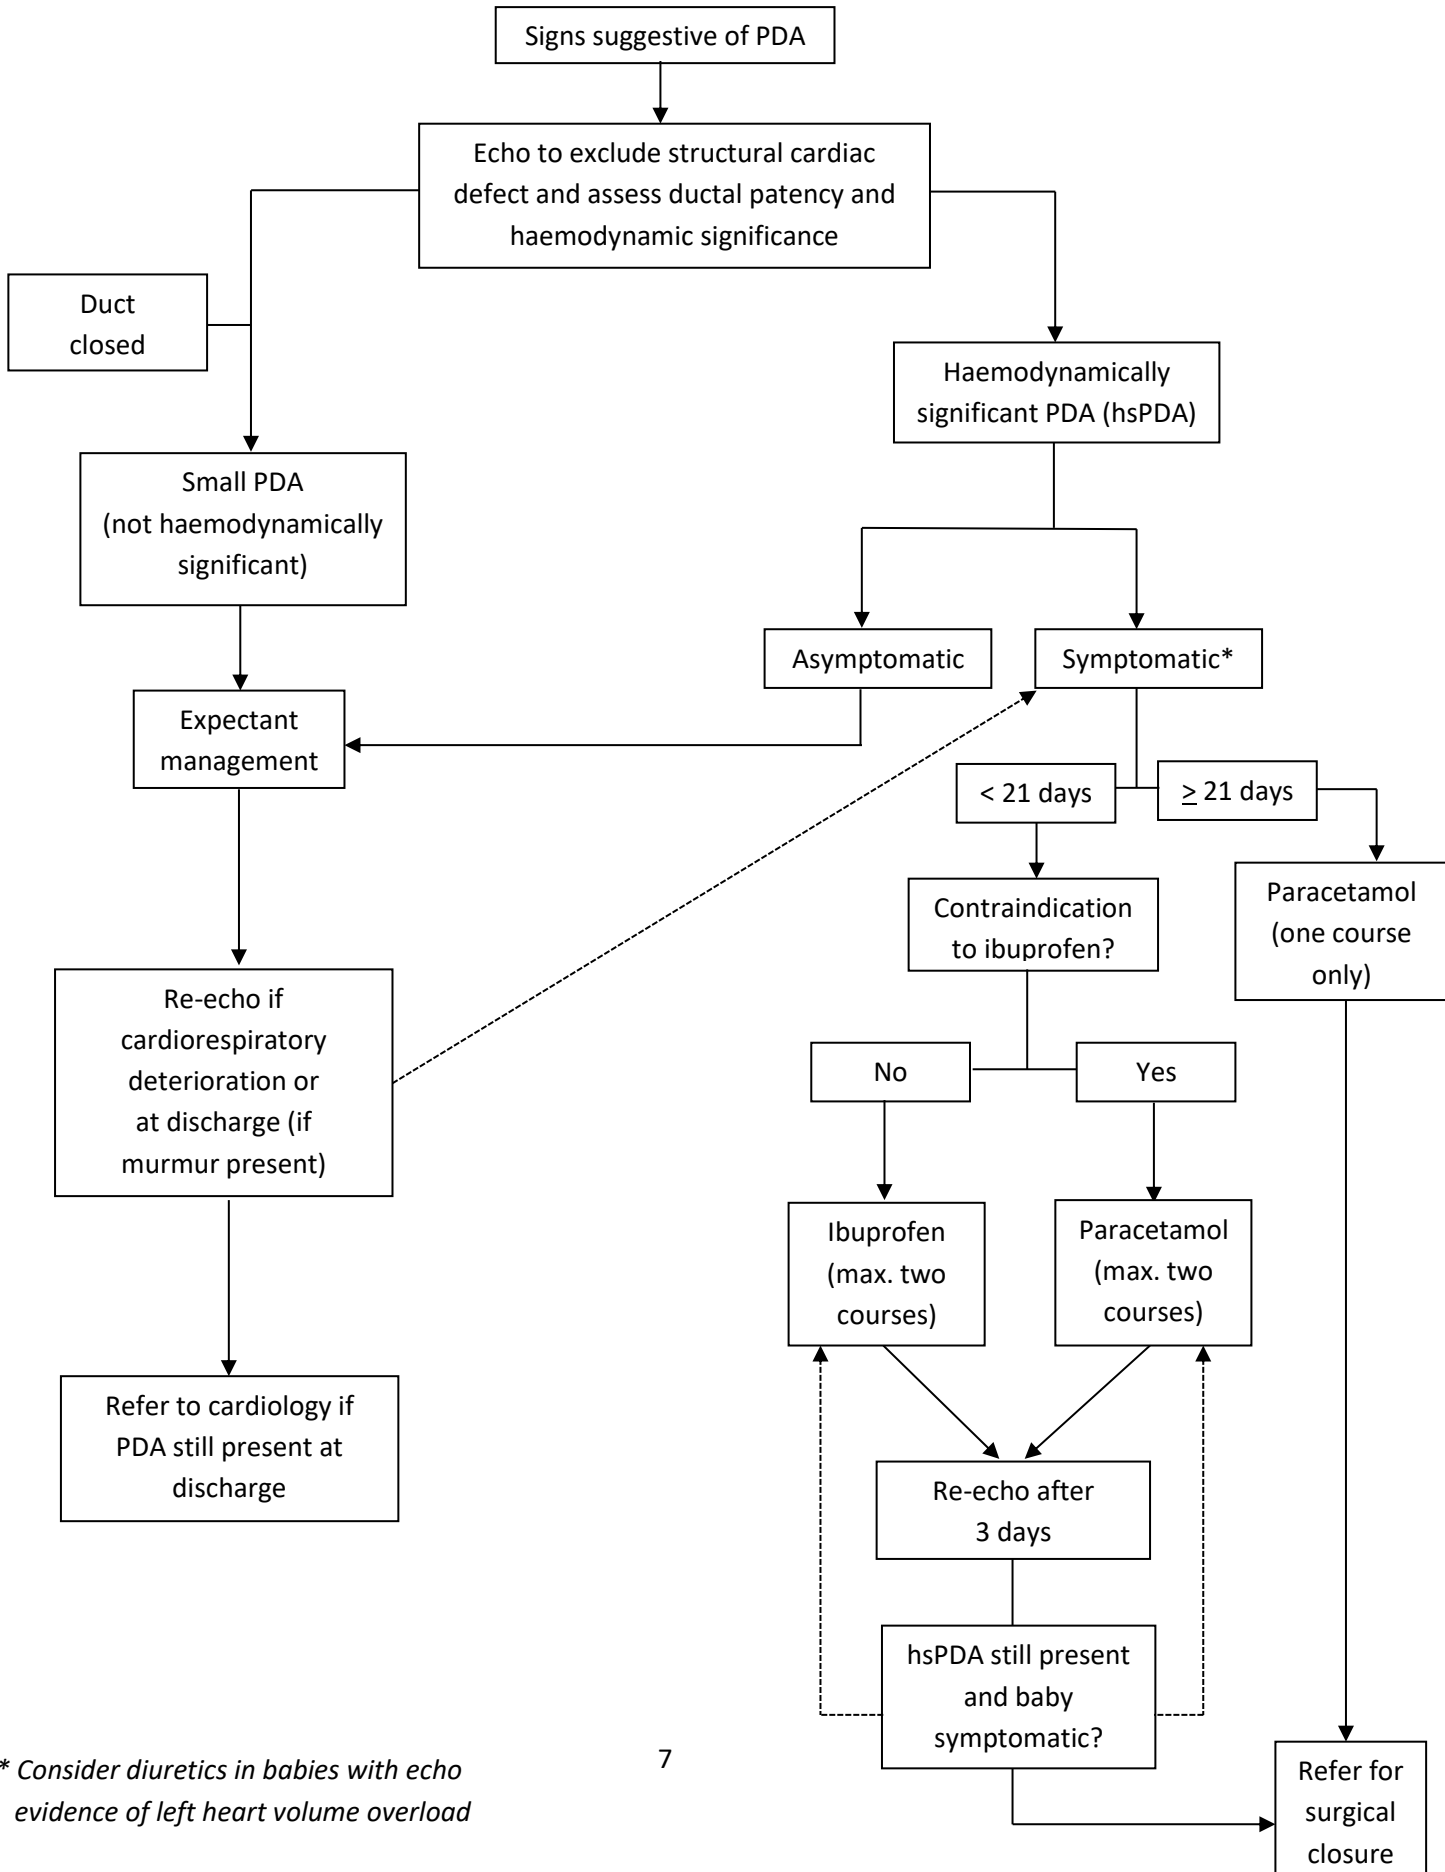 Signs suggestive of PDA
Echo to exclude structural cardiac
defect and assess ductal patency and
haemodynamic significance
Duct
closed
Haemodynamically
significant PDA (hsPDA)
Small PDA
(not haemodynamically
significant)
Asymptomatic
Symptomatic*
Expectant
management
< 21 days
≥ 21 days
Contraindication
to ibuprofen?
Paracetamol
(one course
only)
Re-echo if
cardiorespiratory
deterioration or
at discharge (if
murmur present)
No
Yes
Ibuprofen
(max. two
courses)
Paracetamol
(max. two
courses)
Refer to cardiology if
PDA still present at
discharge
Re-echo after
3 days
hsPDA still present
and baby
symptomatic?
Refer for
surgical
closure
* Consider diuretics in babies with echo
evidence of left heart volume overload
7